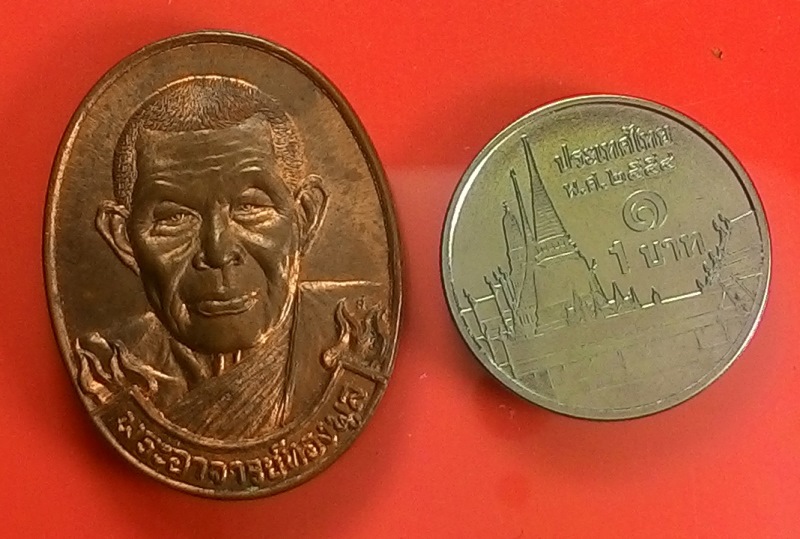 พระอาจารย์ทองพูล
ประเทศไทย
พ.ศ.๒๕๕๔
๑
1 บาท